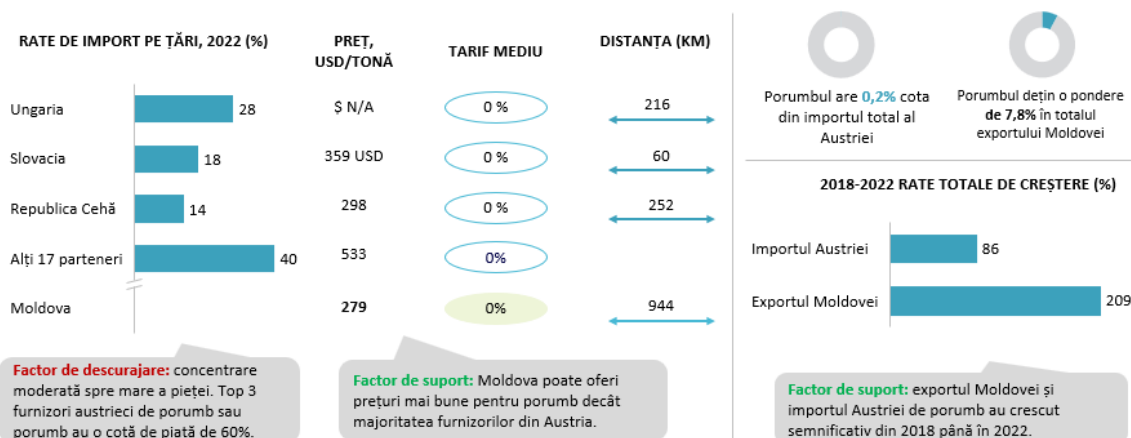 RATE DE IMPORT PE ȚĂRI, 2022 (%)
PREȚ,
USD/TONĂ
TARIF MEDIU
DISTANȚA (KM)
Ungaria
28
$ N/A
0 %
216
Slovacia
18
359 USD
0 %
60
Republica Cehă
14
298
0 %
252
Alți 17 parteneri
40
533
0%
Moldova
279
0%
944
Factor de descurajare: concentrare
moderată spre mare a pieței. Top 3
furnizori austrieci de porumb sau
porumb au o cotă de piață de 60%.
Factor de suport: Moldova poate oferi
prețuri mai bune pentru porumb decât
majoritatea furnizorilor din Austria.
Porumbul are 0,2% cota
din importul total al
Austriei
Porumbul dețin o pondere
de 7,8% în totalul
exportului Moldovei
2018-2022 RATE TOTALE DE CREȘTERE (%)
Importul Austriei
86
Exportul Moldovei
209
Factor de suport: exportul Moldovei și
importul Austriei de porumb au crescut
semnificativ din 2018 până în 2022.